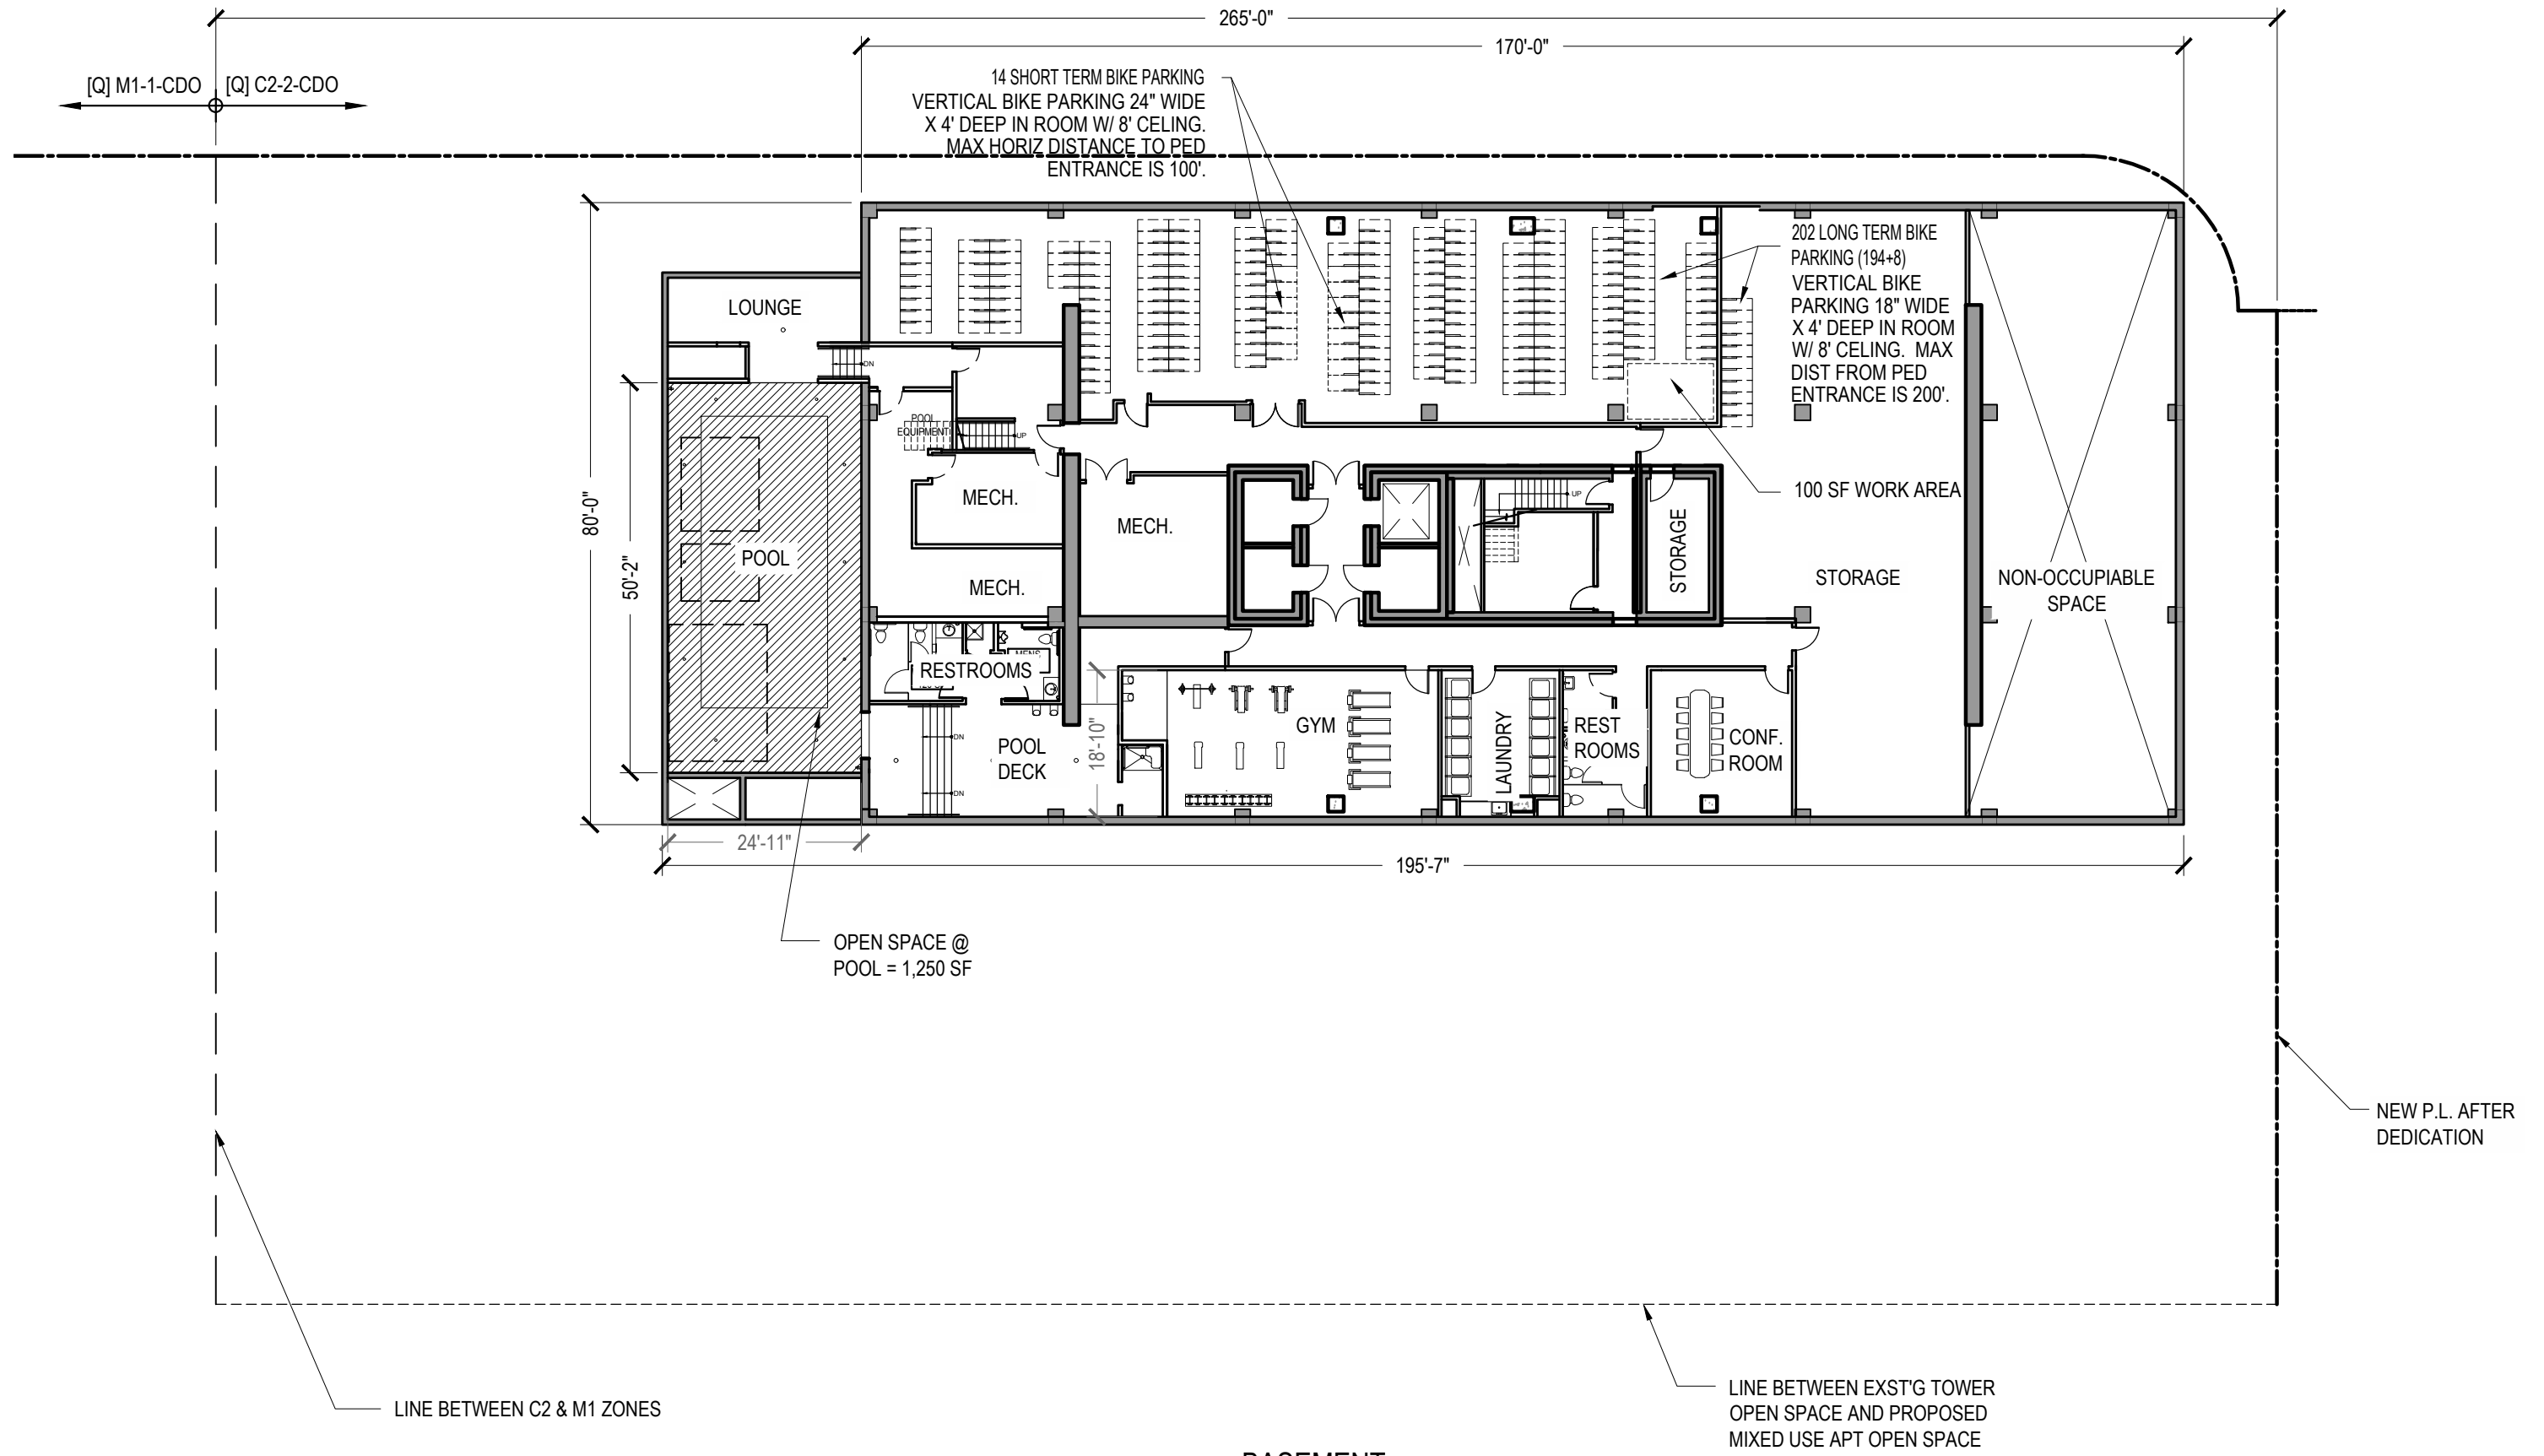 265'-0"
170'-0"
[Q] M1-1-CDO
[Q] C2-2-CDO
14 SHORT TERM BIKE PARKING
VERTICAL BIKE PARKING 24" WIDE
X 4' DEEP IN ROOM W/ 8' CELING.
MAX HORIZ DISTANCE TO PED
ENTRANCE IS 100'.
202 LONG TERM BIKE
PARKING (194+8)
VERTICAL BIKE
PARKING 18" WIDE
X 4' DEEP IN ROOM
W/ 8' CELING. MAX
DIST FROM PED
ENTRANCE IS 200'.
LOUNGE
DN
POOL
EQUIPMENT
UP
80'-0"
50'-2"
POOL
MECH.
MECH.
MECH.
UP
STORAGE
100 SF WORK AREA
STORAGE
NON-OCCUPIABLE
SPACE
MENS
RESTROOMS
DN
DN
POOL
DECK
18'-10"
GYM
LAUNDRY
REST
ROOMS
CONF.
ROOM
24'-11"
195'-7"
OPEN SPACE @
POOL = 1,250 SF
NEW P.L. AFTER
DEDICATION
LINE BETWEEN C2 & M1 ZONES
LINE BETWEEN EXST'G TOWER
OPEN SPACE AND PROPOSED
MIXED USE APT OPEN SPACE